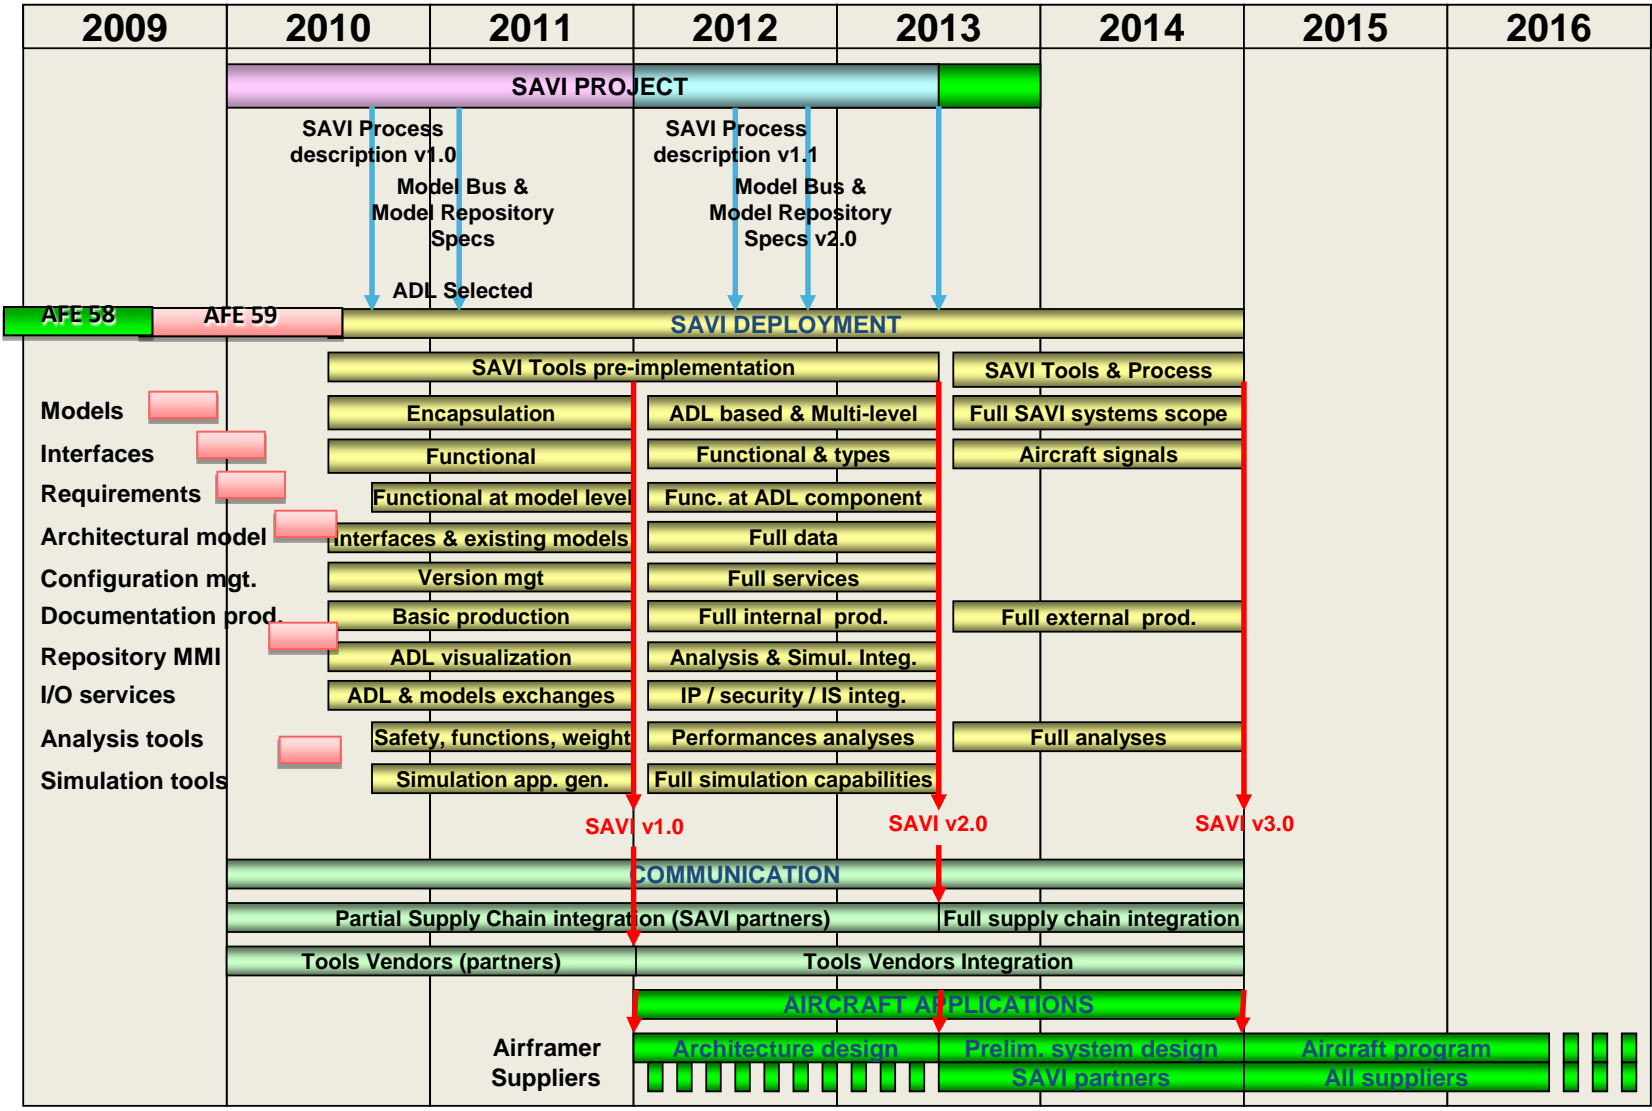 2009 2010 2011 2012 2013 2014 2015 2016
SAVI PROJECT
SAVI Process
description v1.0
SAVI Process
description v1.1
Model Bus &
Model Repository
Specs
Model Bus &
Model Repository
Specs v2.0
ADL Selected
AFE 58
AFE 59
SAVI DEPLOYMENT
SAVI Tools pre-implementation
SAVI Tools & Process
Models
Encapsulation
ADL based & Multi-level
Full SAVI systems scope
Interfaces
Functional
Functional & types
Aircraft signals
Requirements
Functional at model level
Func. at ADL component
Architectural model
Interfaces & existing models
Full data
Configuration mgt.
Version mgt
Full services
Documentation prod.
Basic production
Full internal prod.
Full external prod.
Repository MMI
ADL visualization
Analysis & Simul. Integ.
I/O services
ADL & models exchanges
IP / security / IS integ.
Analysis tools
Safety, functions, weight
Performances analyses
Full analyses
Simulation tools
Simulation app. gen.
Full simulation capabilities
SAVI v1.0
SAVI v2.0
SAVI v3.0
COMMUNICATION
Partial Supply Chain integration (SAVI partners)
Full supply chain integration
Tools Vendors (partners)
Tools Vendors Integration
AIRCRAFT APPLICATIONS
Airframer
Architecture design
Prelim. system design
Aircraft program
Suppliers
SAVI partners
All suppliers